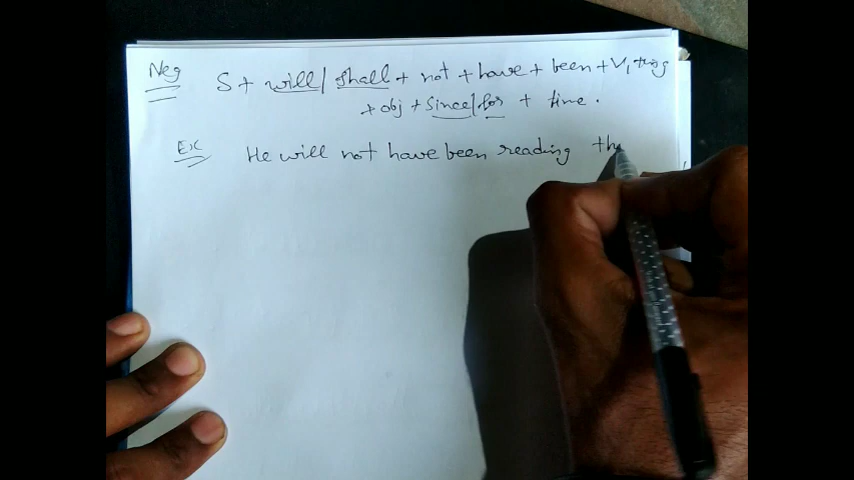 Neg S + will/shall + not + have + been + V1 + ing
+ obj + Since/for + time.
Ex He will not have been reading the